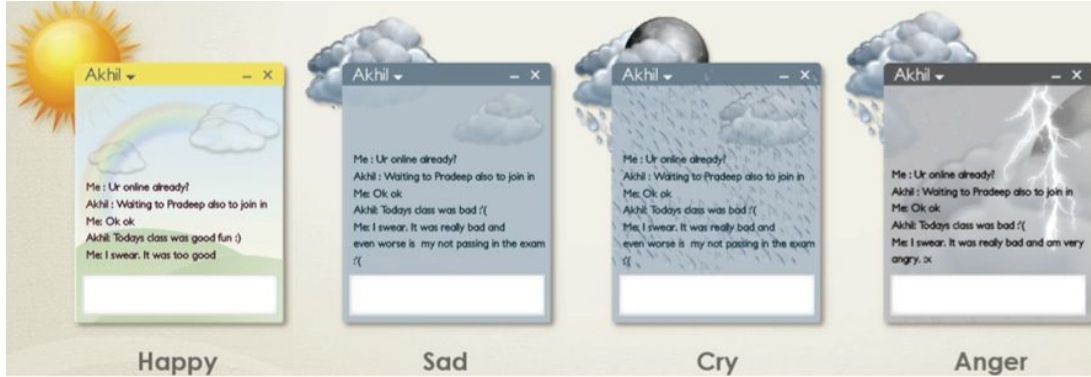 Akhil
Me : Ur online already?
Akhil : Waiting to Pradeep also to join in
Me: Ok ok
Akhil: Todays class was good fun :)
Me: I swear. It was too good
Happy
Akhil
Me : Ur online already?
Akhil : Waiting to Pradeep also to join in
Me: Ok ok
Akhil: Todays class was bad :'(
Me: I swear. It was really bad and
even worse is my not passing in the exam
:'(
Sad
Akhil
Me : Ur online already?
Akhil : Waiting to Pradeep also to join in
Me: Ok ok
Akhil: Todays class was bad :'(
Me: I swear. It was really bad and
even worse is my not passing in the exam
:'(
Cry
Akhil
Me : Ur online already?
Akhil : Waiting to Pradeep also to join in
Me: Ok ok
Akhil: Todays class was bad :'(
Me: I swear. It was really bad and am very
angry. :x
Anger